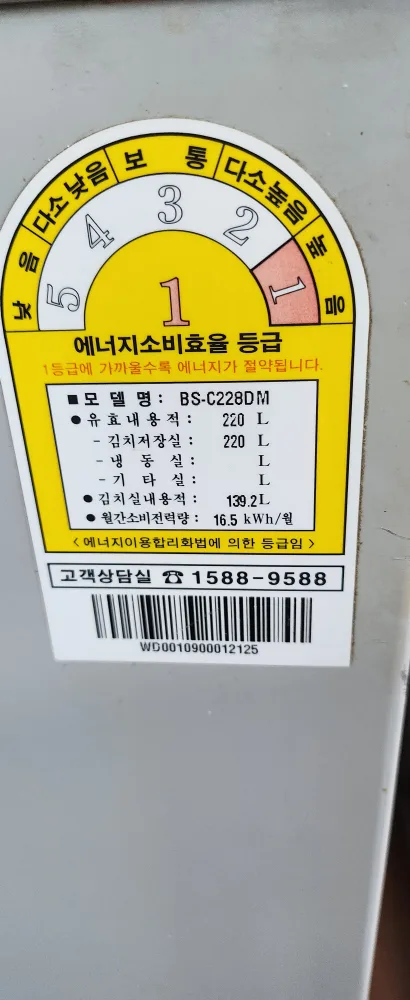 낮음 다소낮음 보통 다소높음 높음
5 4 3 2 1
1
에너지소비효율 등급
1등급에 가까울수록 에너지가 절약됩니다.
■ 모 델 명 : BS-C228DM
● 유효내용적 : 220 L
- 김치저장실 : 220 L
- 냉 동 실 : L
- 기 타 실 : L
● 김치실내용적 : 139.2L
● 월간소비전력량 : 16.5 kWh/월
< 에너지이용합리화법에 의한 등급임 >
고객상담실 ☎ 1588-9588
WD0010900012125